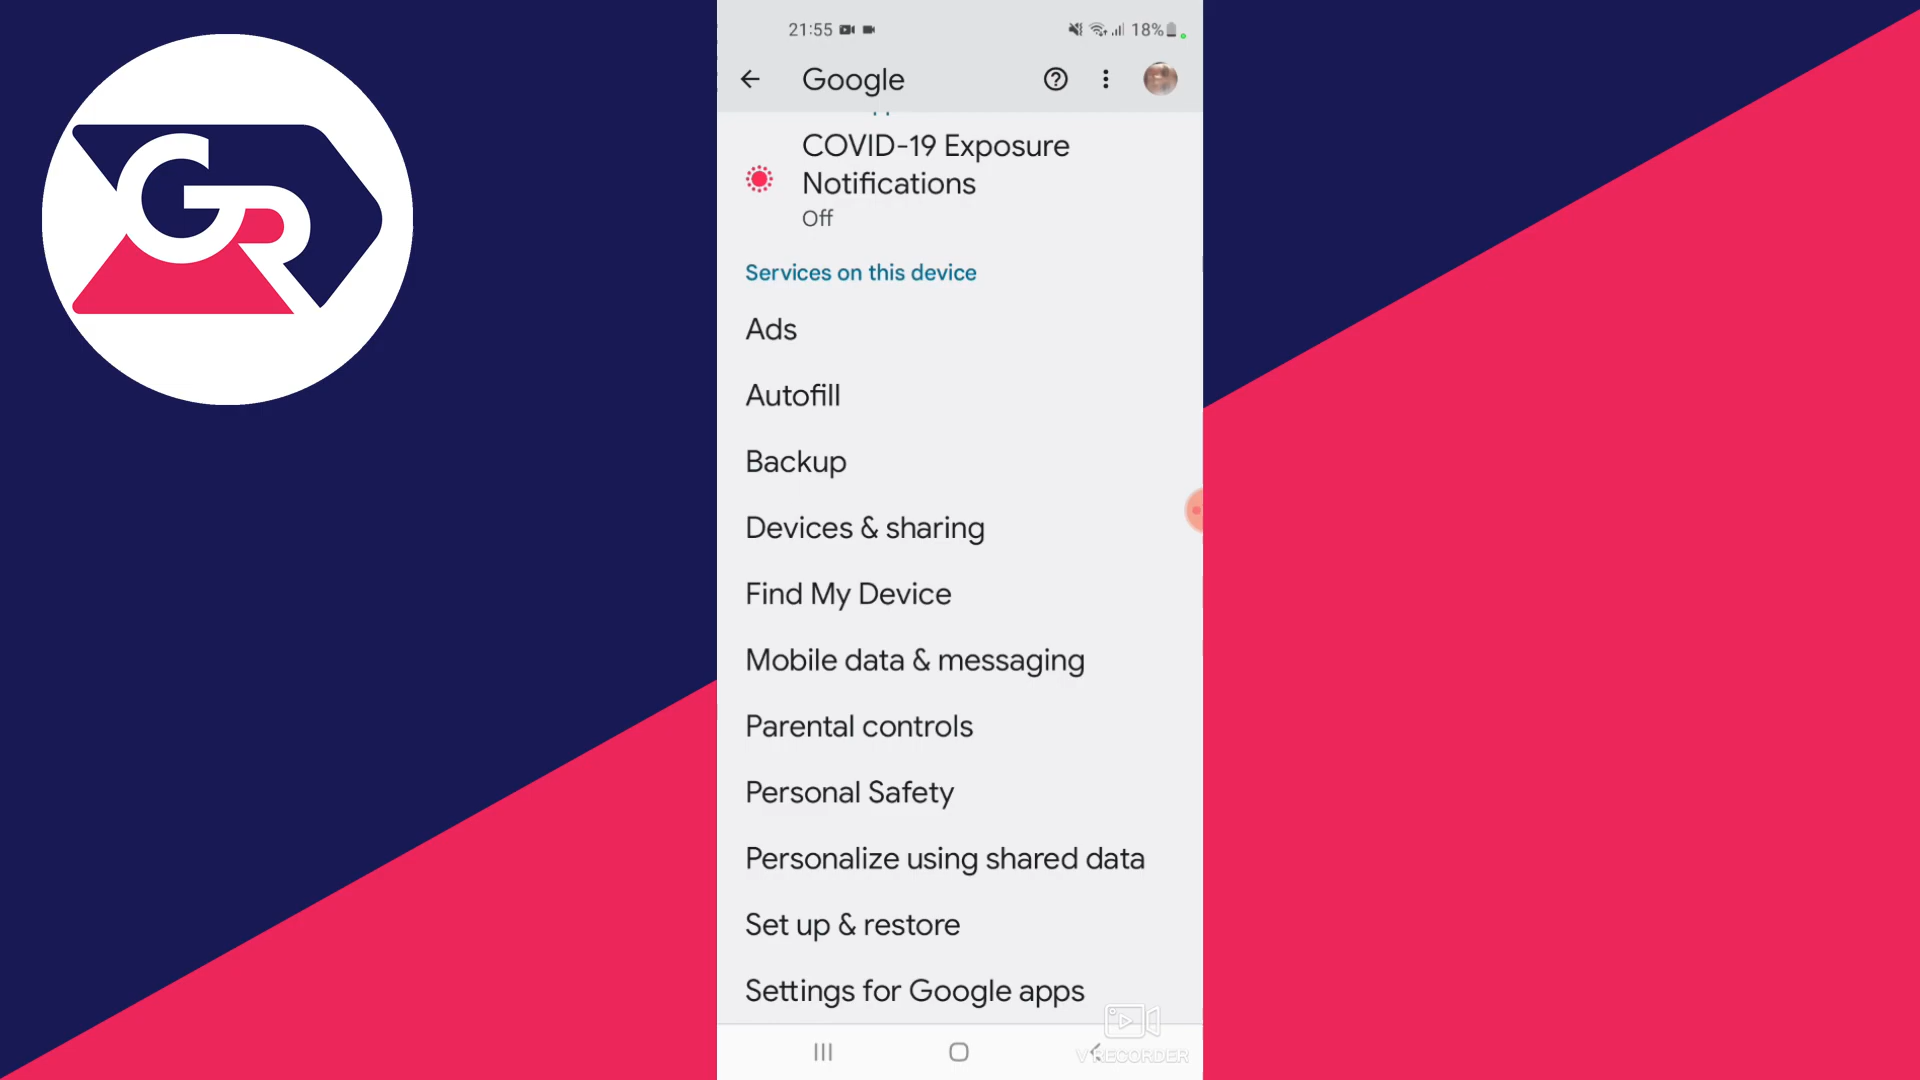 21:55
18%
Google
COVID-19 Exposure
Notifications
Off
Services on this device
Ads
Autofill
Backup
Devices & sharing
Find My Device
Mobile data & messaging
Parental controls
Personal Safety
Personalize using shared data
Set up & restore
Settings for Google apps
V RECORDER
GR